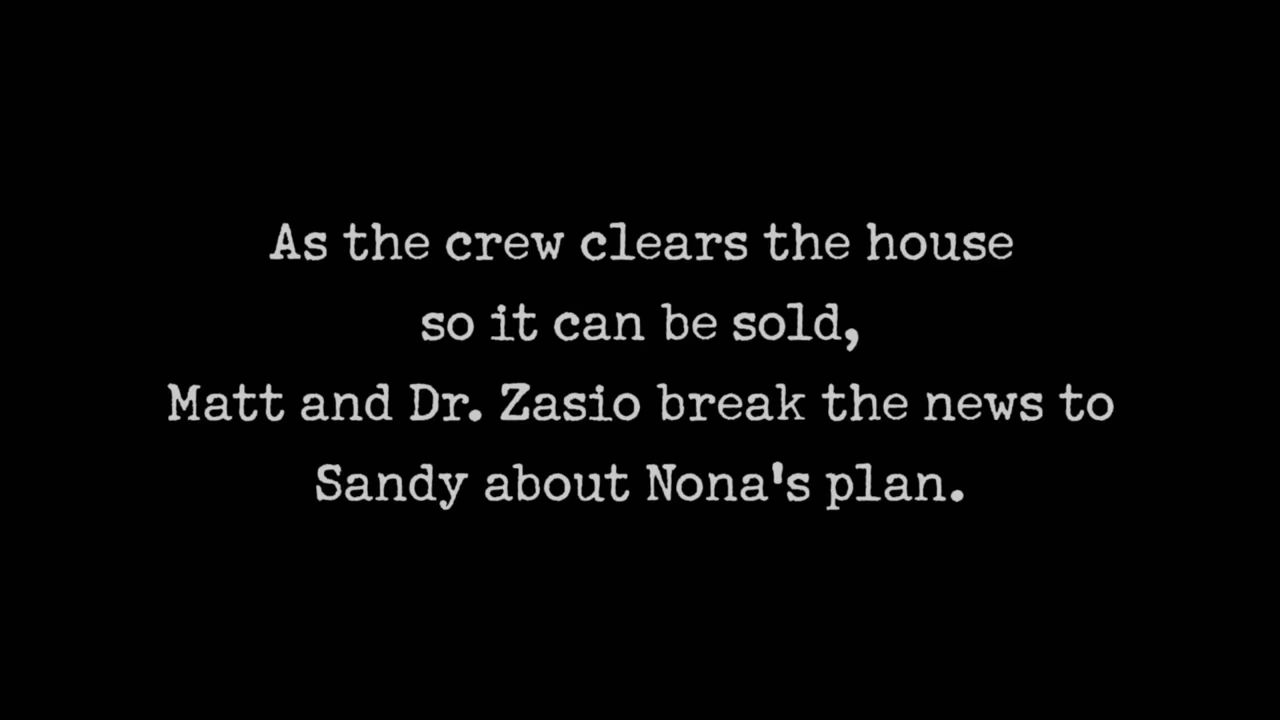 As the crew clears the house
so it can be sold,
Matt and Dr. Zasio break the news to
Sandy about Nona's plan.